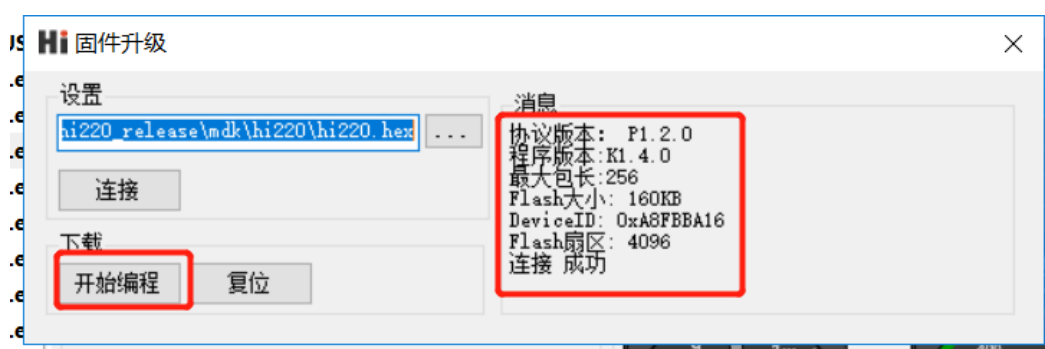 Hi 固件升级
设置
hi220_release\mdk\hi220\hi220.hex
...
连接
下载
开始编程
复位
消息
协议版本: P1.2.0
程序版本:K1.4.0
最大包长:256
Flash大小: 160KB
DeviceID: 0xA8FBBA16
Flash扇区: 4096
连接 成功